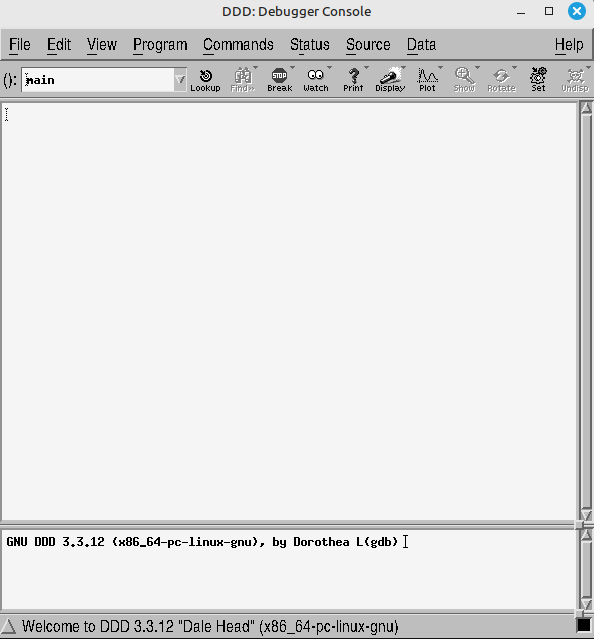 DDD: Debugger Console
File Edit View Program Commands Status Source Data Help
(): main
Lookup Find» Break Watch Print Display Plot Show Rotate Set Undisp
STOP
GNU DDD 3.3.12 (x86_64-pc-linux-gnu), by Dorothea L(gdb)
Welcome to DDD 3.3.12 "Dale Head" (x86_64-pc-linux-gnu)